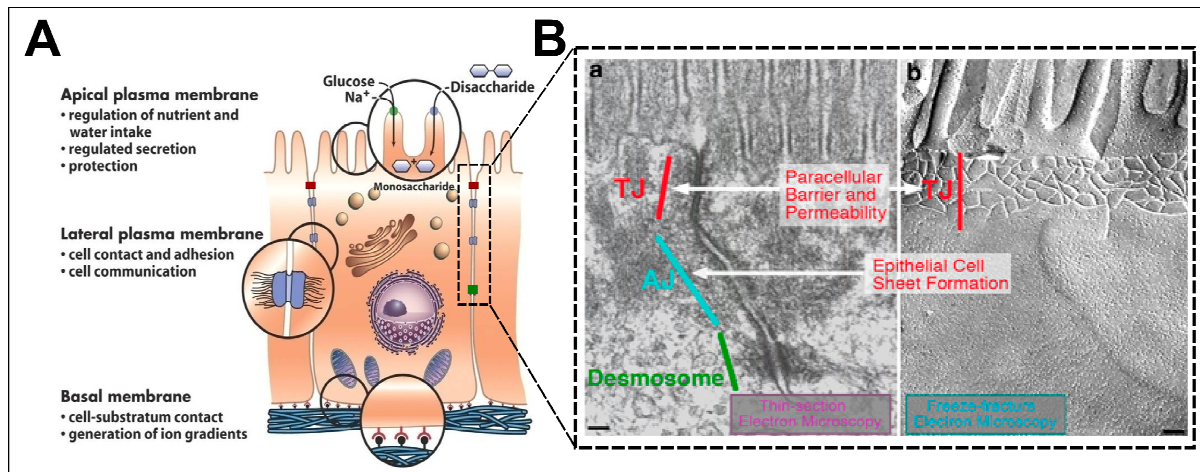 A
Apical plasma membrane
• regulation of nutrient and
water intake
• regulated secretion
• protection
Glucose
Na+
Disaccharide
Monosaccharide
Lateral plasma membrane
• cell contact and adhesion
• cell communication
Basal membrane
• cell-substratum contact
• generation of ion gradients
B
a
TJ
Paracellular
Barrier and
Permeability
AJ
Epithelial Cell
Sheet Formation
Desmosome
Thin-section
Electron Microscopy
b
TJ
Freeze-fracture
Electron Microscopy